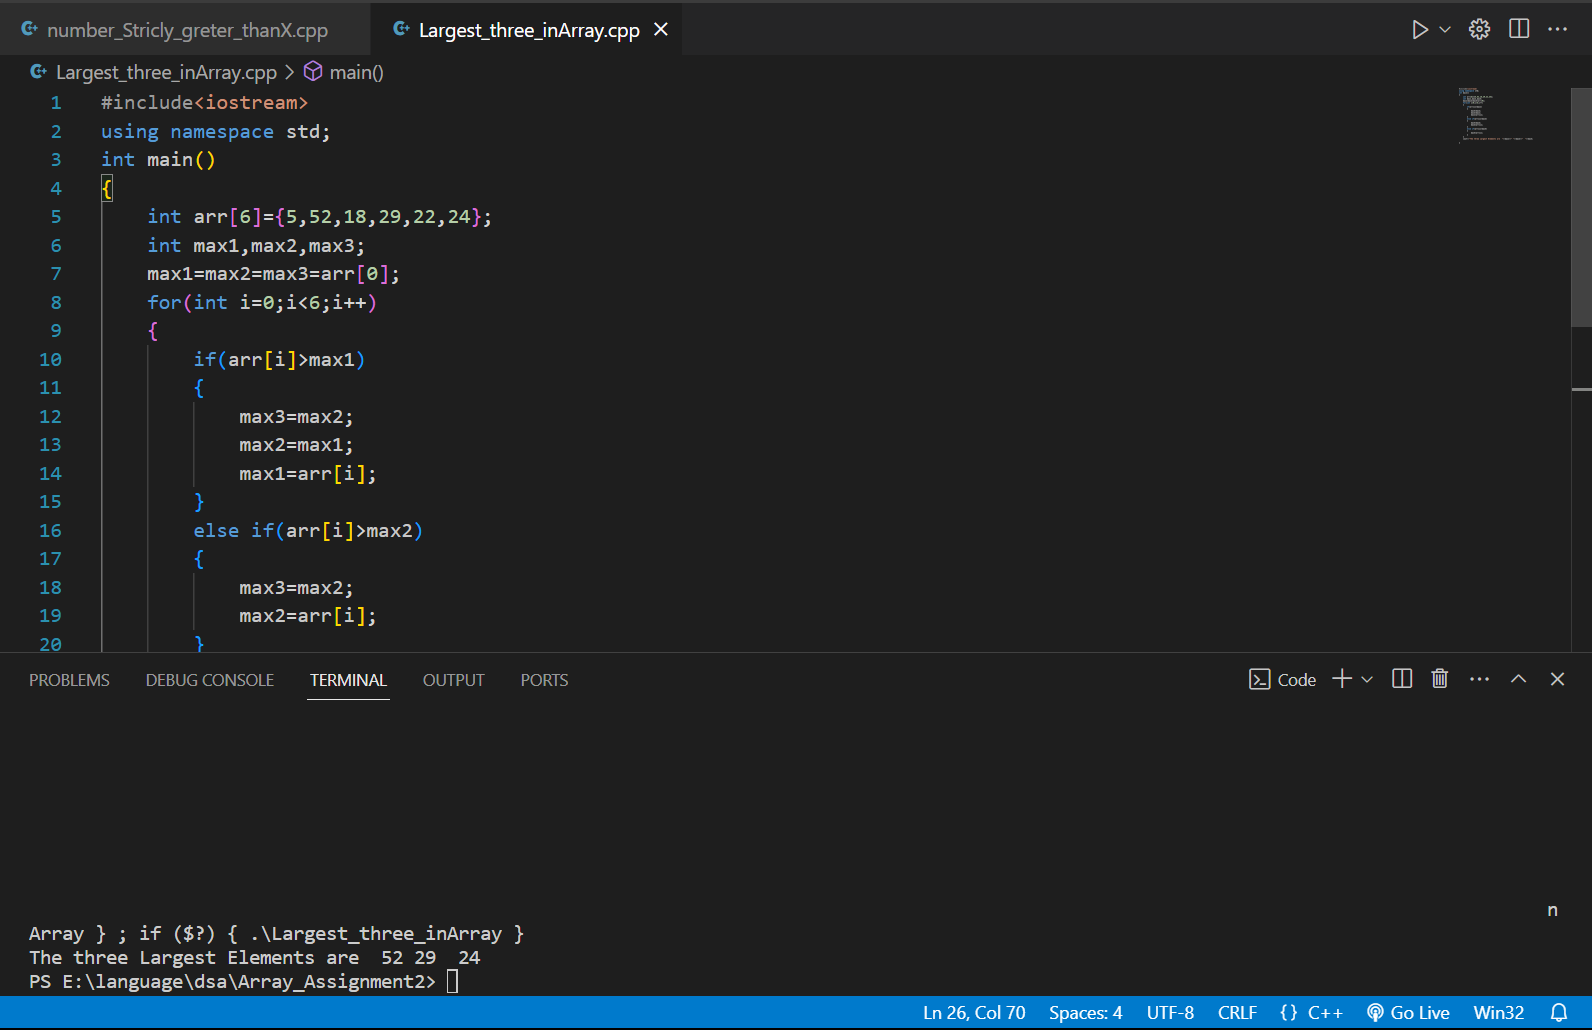 number_Stricly_greter_thanX.cpp
Largest_three_inArray.cpp
Largest_three_inArray.cpp > main()
1 #include<iostream>
2 using namespace std;
3 int main()
4 {
5 int arr[6]={5,52,18,29,22,24};
6 int max1,max2,max3;
7 max1=max2=max3=arr[0];
8 for(int i=0;i<6;i++)
9 {
10 if(arr[i]>max1)
11 {
12 max3=max2;
13 max2=max1;
14 max1=arr[i];
15 }
16 else if(arr[i]>max2)
17 {
18 max3=max2;
19 max2=arr[i];
20 }
PROBLEMS DEBUG CONSOLE TERMINAL OUTPUT PORTS Code
n
Array } ; if ($?) { .\Largest_three_inArray }
The three Largest Elements are  52 29  24
PS E:\language\dsa\Array_Assignment2>
Ln 26, Col 70 Spaces: 4 UTF-8 CRLF {} C++ Go Live Win32